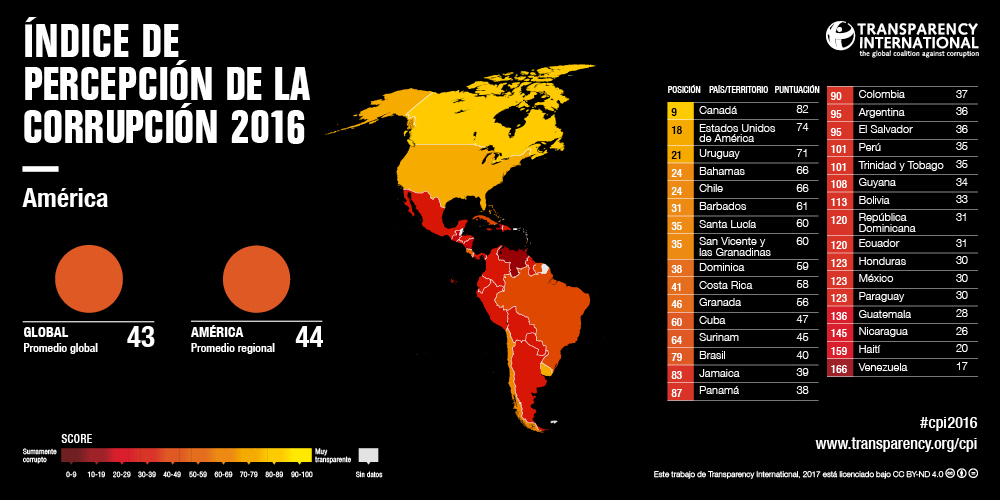 ÍNDICE DE
PERCEPCIÓN DE LA
CORRUPCIÓN 2016
América
GLOBAL
Promedio global
43
AMÉRICA
Promedio regional
44
SCORE
Sumamente
corrupto
Muy
transparente
0-9 10-19 20-29 30-39 40-49 50-59 60-69 70-79 80-89 90-100
Sin datos
TRANSPARENCY
INTERNATIONAL
the global coalition against corruption
POSICIÓN PAÍS/TERRITORIO PUNTUACIÓN
9 Canadá 82
18 Estados Unidos de América 74
21 Uruguay 71
24 Bahamas 66
24 Chile 66
31 Barbados 61
35 Santa Lucía 60
35 San Vicente y las Granadinas 60
38 Dominica 59
41 Costa Rica 58
46 Granada 56
60 Cuba 47
64 Surinam 45
79 Brasil 40
83 Jamaica 39
87 Panamá 38
90 Colombia 37
95 Argentina 36
95 El Salvador 36
101 Perú 35
101 Trinidad y Tobago 35
108 Guyana 34
113 Bolivia 33
120 República Dominicana 31
120 Ecuador 31
123 Honduras 30
123 México 30
123 Paraguay 30
136 Guatemala 28
145 Nicaragua 26
159 Haití 20
166 Venezuela 17
#cpi2016
www.transparency.org/cpi
Este trabajo de Transparency International, 2017 está licenciado bajo CC BY-ND 4.0